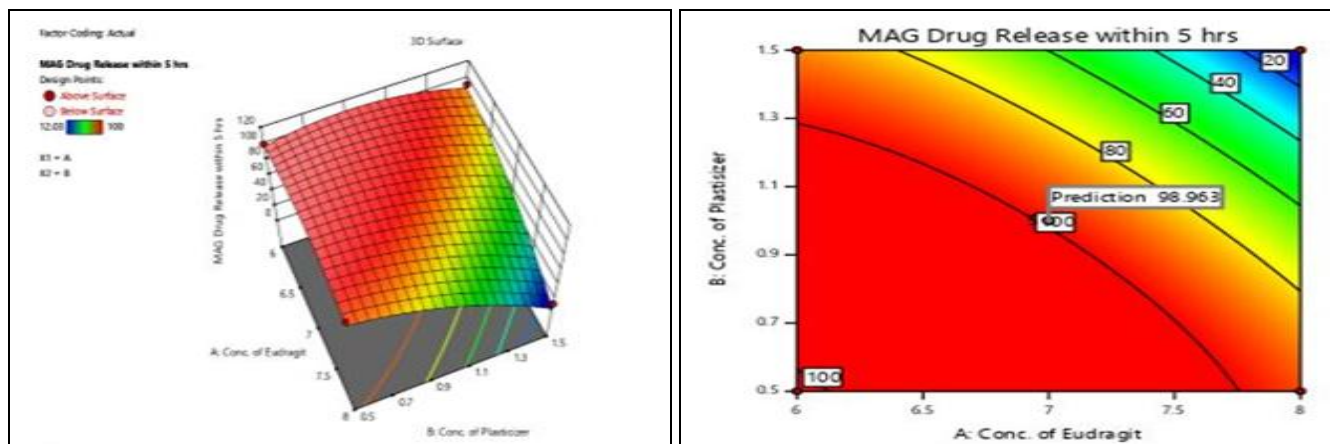 Factor Coding: Actual
3D Surface
MAG Drug Release within 5 hrs
Design Points:
Above Surface
Below Surface
12.03 100
X1 = A
X2 = B
MAG Drug Release within 5 hrs
120
100
80
60
40
20
0
6
6.5
7
7.5
8
A: Conc. of Eudragit
0.5
0.7
0.9
1.1
1.3
1.5
B: Conc. of Plasticizer
MAG Drug Release within 5 hrs
B: Conc. of Plastisizer
1.5
1.3
1.1
0.9
0.7
0.5
20
40
60
80
Prediction 98.963
100
100
6
6.5
7
7.5
8
A: Conc. of Eudragit